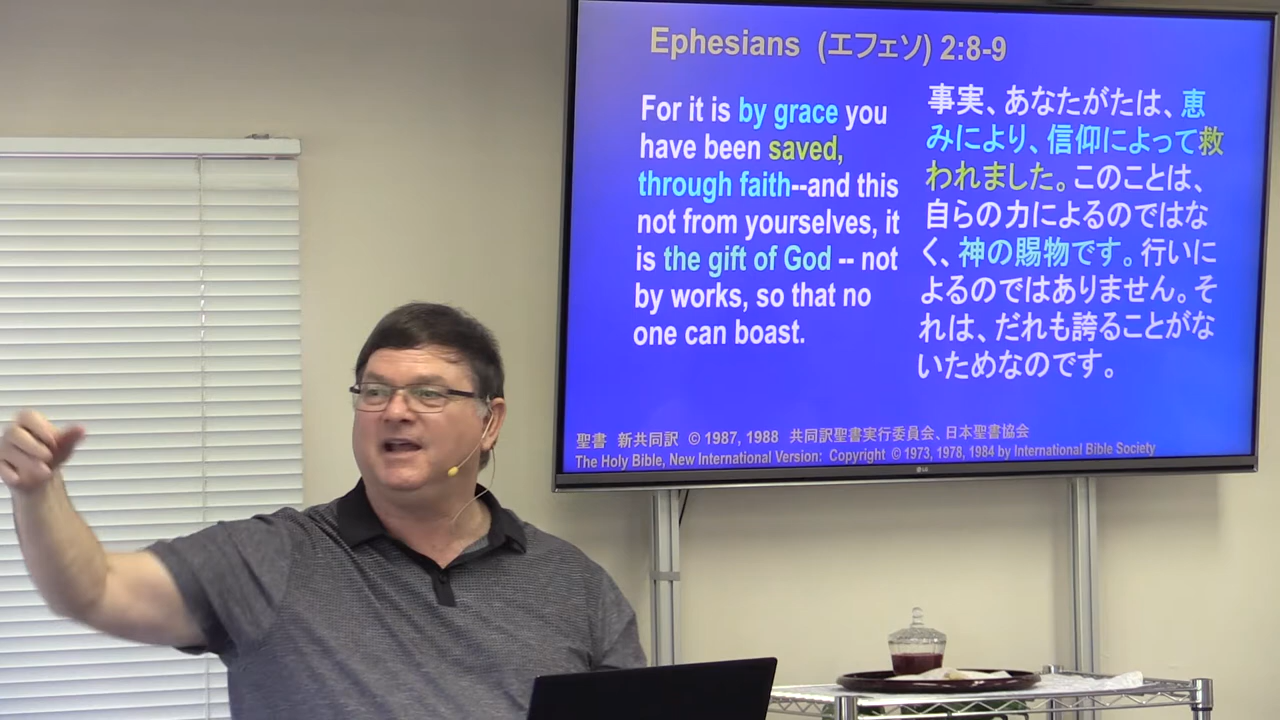 Ephesians (エフェソ) 2:8-9
For it is by grace you
have been saved,
through faith--and this
not from yourselves, it
is the gift of God -- not
by works, so that no
one can boast.
事実、あなたがたは、恵
みにより、信仰によって救
われました。このことは、
自らの力によるのではな
く、神の賜物です。行いに
よるのではありません。そ
れは、だれも誇ることがな
いためなのです。
聖書 新共同訳 © 1987, 1988 共同訳聖書実行委員会、日本聖書協会
The Holy Bible, New International Version: Copyright © 1973, 1978, 1984 by International Bible Society
LG